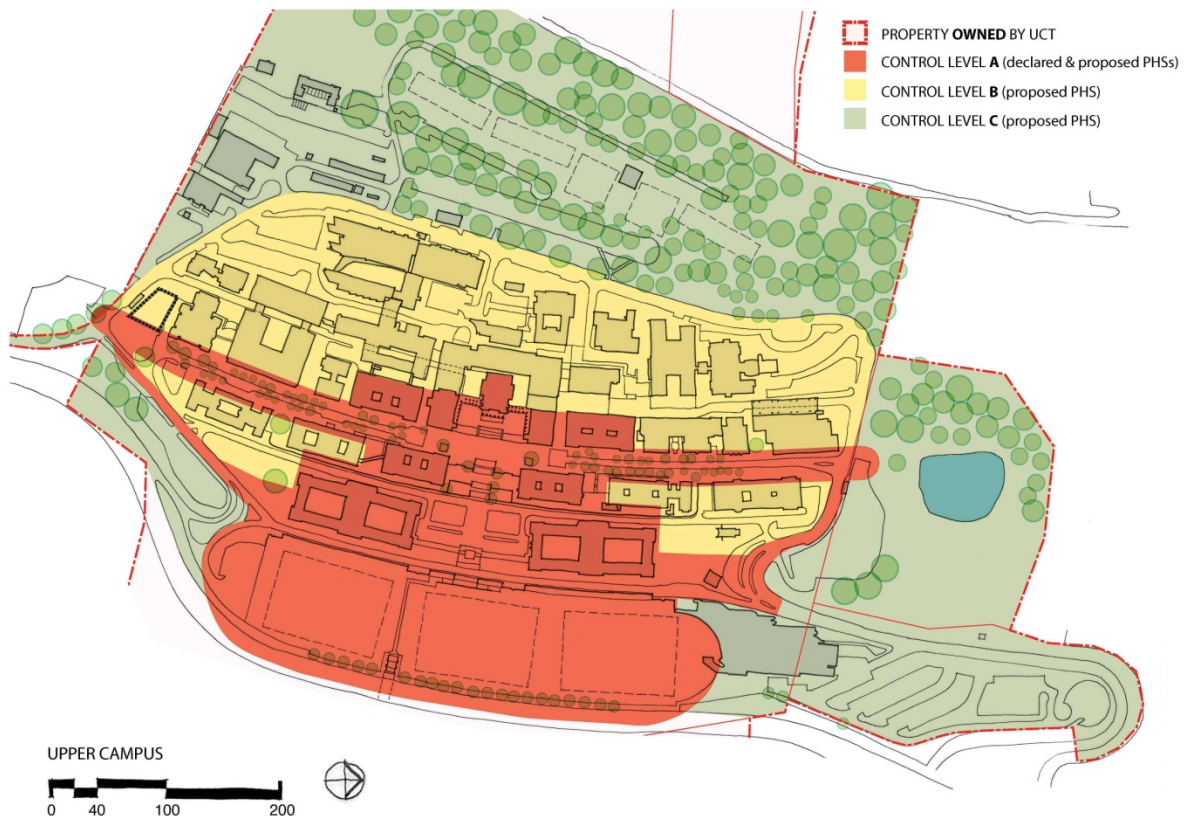 PROPERTY OWNED BY UCT
CONTROL LEVEL A (declared & proposed PHSs)
CONTROL LEVEL B (proposed PHS)
CONTROL LEVEL C (proposed PHS)
UPPER CAMPUS
0 40 100 200